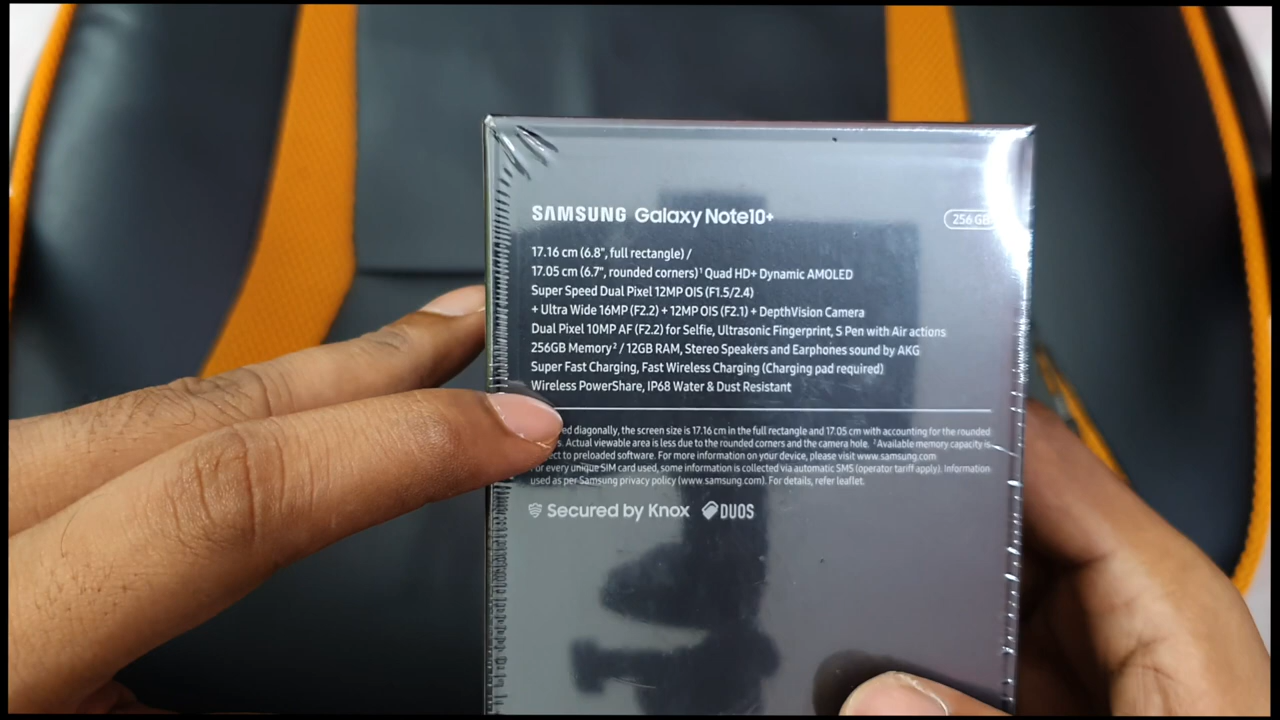 SAMSUNG Galaxy Note10+
256 GB
17.16 cm (6.8", full rectangle) /
17.05 cm (6.7", rounded corners)¹ Quad HD+ Dynamic AMOLED
Super Speed Dual Pixel 12MP OIS (F1.5/2.4)
+ Ultra Wide 16MP (F2.2) + 12MP OIS (F2.1) + DepthVision Camera
Dual Pixel 10MP AF (F2.2) for Selfie, Ultrasonic Fingerprint, S Pen with Air actions
256GB Memory² / 12GB RAM, Stereo Speakers and Earphones sound by AKG
Super Fast Charging, Fast Wireless Charging (Charging pad required)
Wireless PowerShare, IP68 Water & Dust Resistant
diagonally, the screen size is 17.16 cm in the full rectangle and 17.05 cm with accounting for the rounded
Actual viewable area is less due to the rounded corners and the camera hole. ²Available memory capacity is
to preloaded software. For more information on your device, please visit www.samsung.com
For every unique SIM card used, some information is collected via automatic SMS (operator tariff apply). Information
used as per Samsung privacy policy (www.samsung.com). For details, refer leaflet.
Secured by Knox DUOS